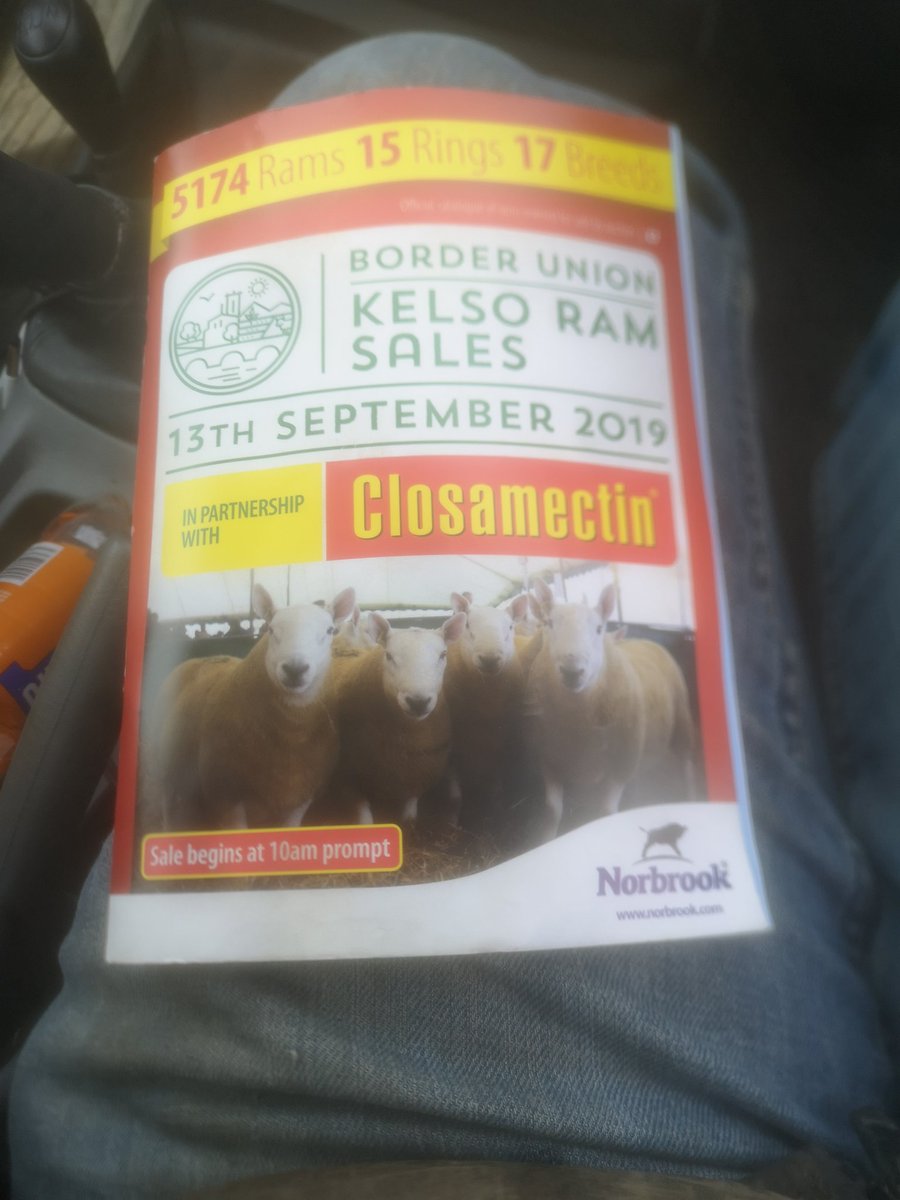 5174 Rams 15 Rings 17 Breeds
BORDER UNION
KELSO RAM
SALES
13TH SEPTEMBER 2019
IN PARTNERSHIP
WITH
Closamectin
Sale begins at 10am prompt
Norbrook
www.norbrook.com